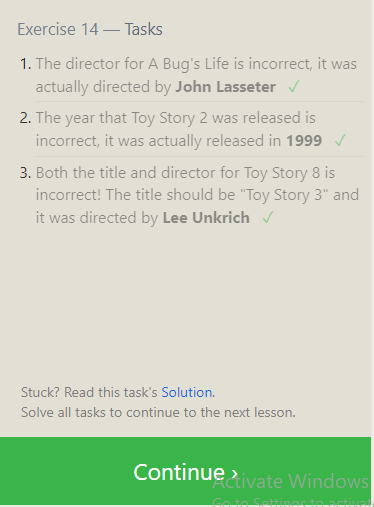 Exercise 14 — Tasks
1. The director for A Bug's Life is incorrect, it was
actually directed by John Lasseter ✓
2. The year that Toy Story 2 was released is
incorrect, it was actually released in 1999 ✓
3. Both the title and director for Toy Story 8 is
incorrect! The title should be "Toy Story 3" and
it was directed by Lee Unkrich ✓
Stuck? Read this task's Solution.
Solve all tasks to continue to the next lesson.
Continue ›
Activate Windows
Go to Settings to activate